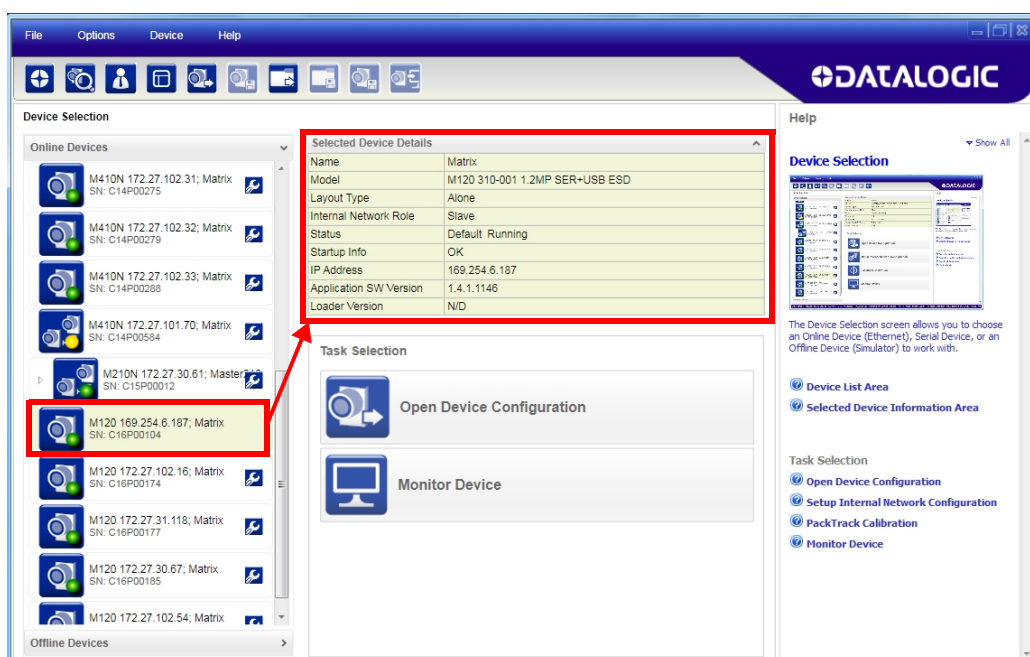 File Options Device Help
DATALOGIC
Device Selection
Online Devices
M410N 172.27.102.31; Matrix
SN: C14P00275
M410N 172.27.102.32; Matrix
SN: C14P00279
M410N 172.27.102.33; Matrix
SN: C14P00288
M410N 172.27.101.70; Matrix
SN: C14P00584
M210N 172.27.30.61; Master
SN: C15P00012
M120 169.254.6.187; Matrix
SN: C16P00104
M120 172.27.102.16; Matrix
SN: C16P00174
M120 172.27.31.118; Matrix
SN: C16P00177
M120 172.27.30.67; Matrix
SN: C16P00185
M120 172.27.102.54; Matrix
Offline Devices
Selected Device Details
Name Matrix
Model M120 310-001 1.2MP SER+USB ESD
Layout Type Alone
Internal Network Role Slave
Status Default Running
Startup Info OK
IP Address 169.254.6.187
Application SW Version 1.4.1.1146
Loader Version N/D
Task Selection
Open Device Configuration
Monitor Device
Help
Show All
Device Selection
The Device Selection screen allows you to choose
an Online Device (Ethernet), Serial Device, or an
Offline Device (Simulator) to work with.
Device List Area
Selected Device Information Area
Task Selection
Open Device Configuration
Setup Internal Network Configuration
PackTrack Calibration
Monitor Device